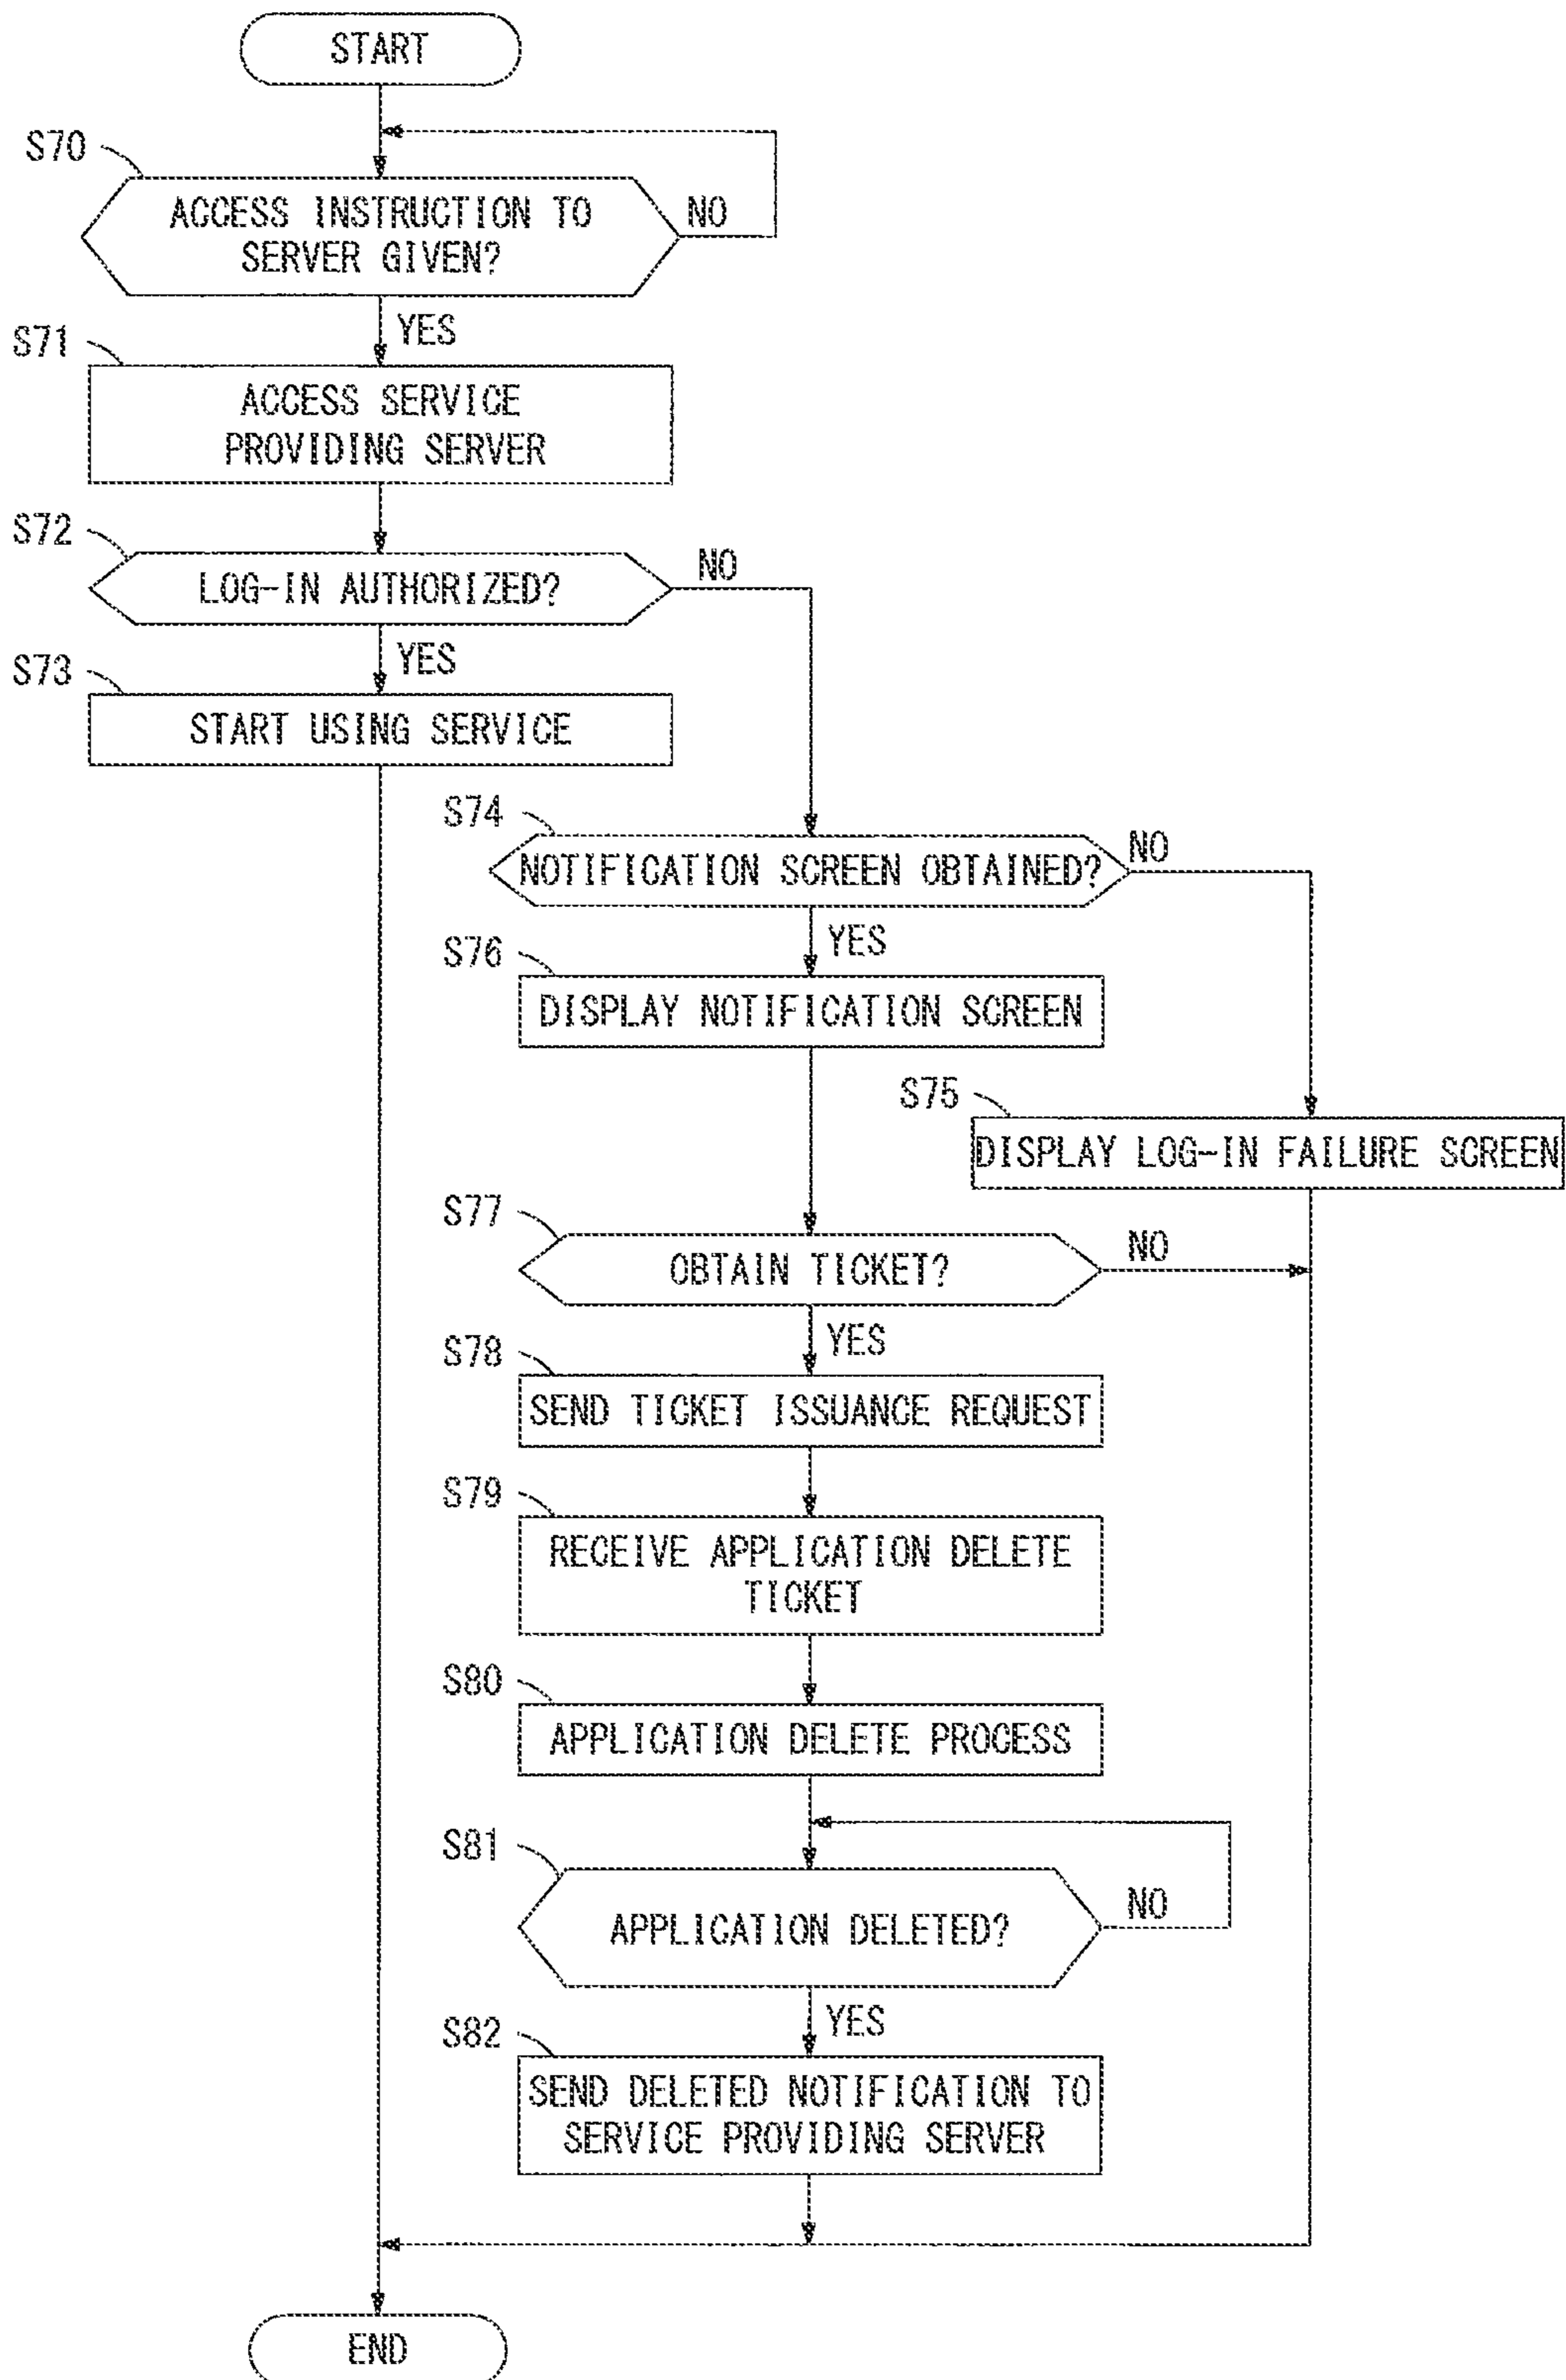 START
S70
ACCESS INSTRUCTION TO
SERVER GIVEN?
NO
YES
S71
ACCESS SERVICE
PROVIDING SERVER
S72
LOG-IN AUTHORIZED?
NO
YES
S73
START USING SERVICE
S74
NOTIFICATION SCREEN OBTAINED?
NO
YES
S76
DISPLAY NOTIFICATION SCREEN
S75
DISPLAY LOG-IN FAILURE SCREEN
S77
OBTAIN TICKET?
NO
YES
S78
SEND TICKET ISSUANCE REQUEST
S79
RECEIVE APPLICATION DELETE
TICKET
S80
APPLICATION DELETE PROCESS
S81
APPLICATION DELETED?
NO
YES
S82
SEND DELETED NOTIFICATION TO
SERVICE PROVIDING SERVER
END